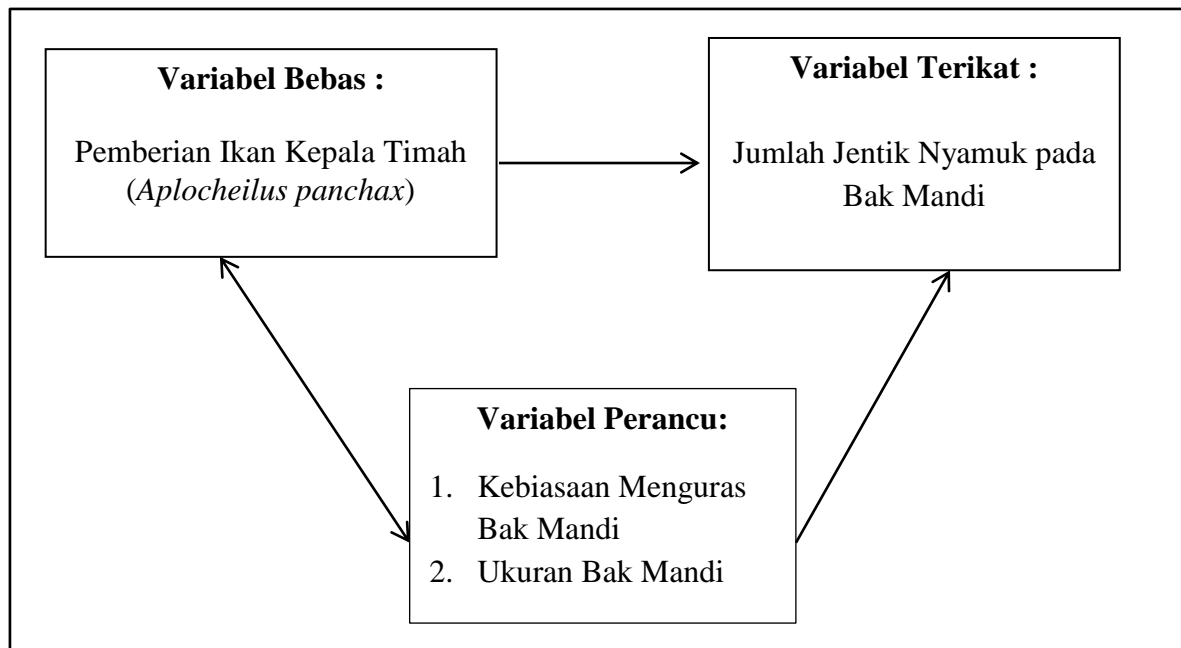 Variabel Bebas :
Pemberian Ikan Kepala Timah
(Aplocheilus panchax)
Variabel Terikat :
Jumlah Jentik Nyamuk pada
Bak Mandi
Variabel Perancu:
1. Kebiasaan Menguras
Bak Mandi
2. Ukuran Bak Mandi